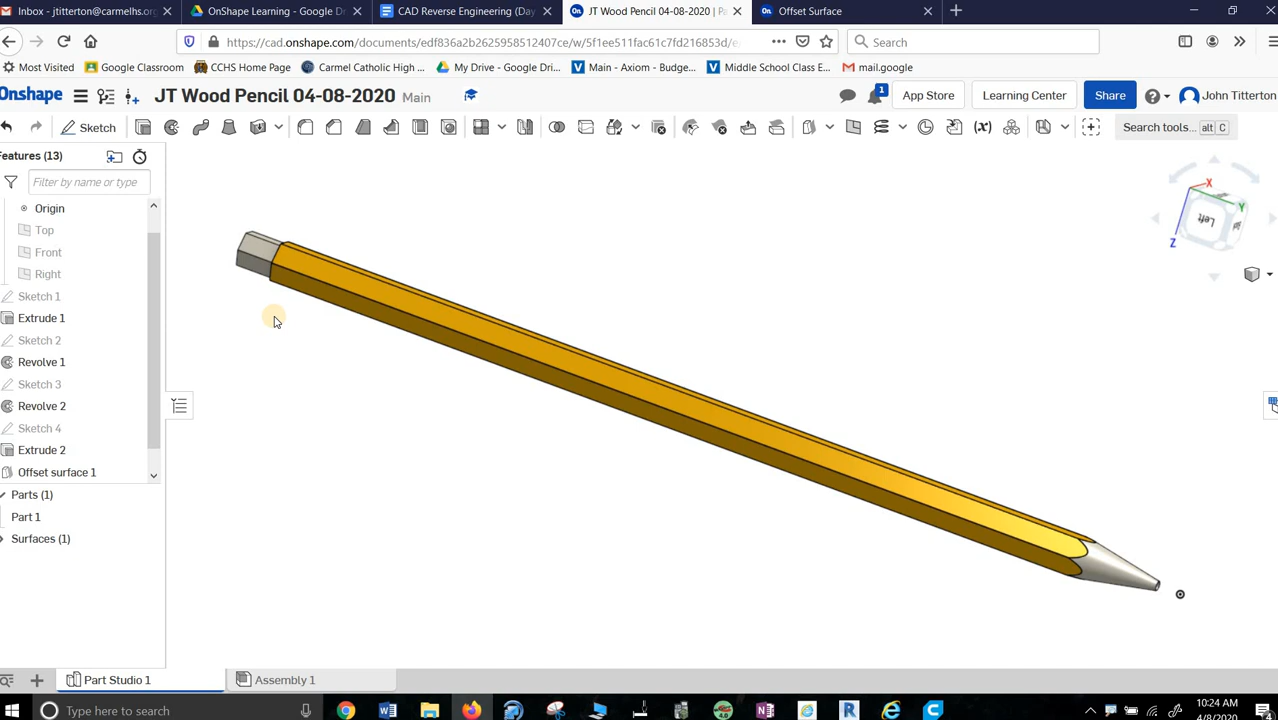 Inbox - jtitterton@carmelhs.org
OnShape Learning - Google Dr
CAD Reverse Engineering (Day
JT Wood Pencil 04-08-2020 | Pa
Offset Surface
https://cad.onshape.com/documents/edf836a2b2625958512407ce/w/5f1ee511fac61c7fd216853d/e
Search
Most Visited
Google Classroom
CCHS Home Page
Carmel Catholic High ...
My Drive - Google Dri...
Main - Axiom - Budge...
Middle School Class E...
mail.google
Onshape
JT Wood Pencil 04-08-2020 Main
1
App Store
Learning Center
Share
John Titterton
Sketch
Search tools... alt C
Features (13)
Filter by name or type
Origin
Top
Front
Right
Sketch 1
Extrude 1
Sketch 2
Revolve 1
Sketch 3
Revolve 2
Sketch 4
Extrude 2
Offset surface 1
Parts (1)
Part 1
Surfaces (1)
X
Y
Z
Left
Part Studio 1
Assembly 1
Type here to search
10:24 AM
4/8/2020